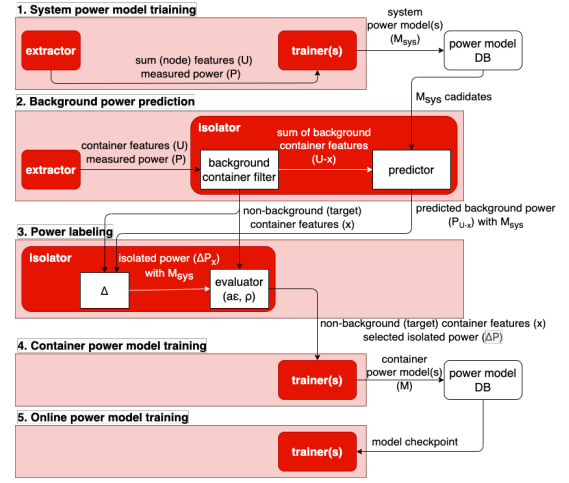 1. System power model triaining
extractor
trainer(s)
system
power model(s)
(Msys)
power model
DB
sum (node) features (U)
measured power (P)
Msys cadidates
2. Background power prediction
isolator
container features (U)
measured power (P)
sum of background
container features
(U-x)
extractor
background
container filter
predictor
non-background (target)
container features (x)
predicted background power
(PU-x) with Msys
3. Power labeling
isolator
isolated power (ΔPx)
with Msys
Δ
evaluator
(aε, ρ)
non-background (target) container features (x)
selected isolated power (ΔP)
4. Container power model training
trainer(s)
container
power model(s)
(M)
power model
DB
5. Online power model training
trainer(s)
model checkpoint